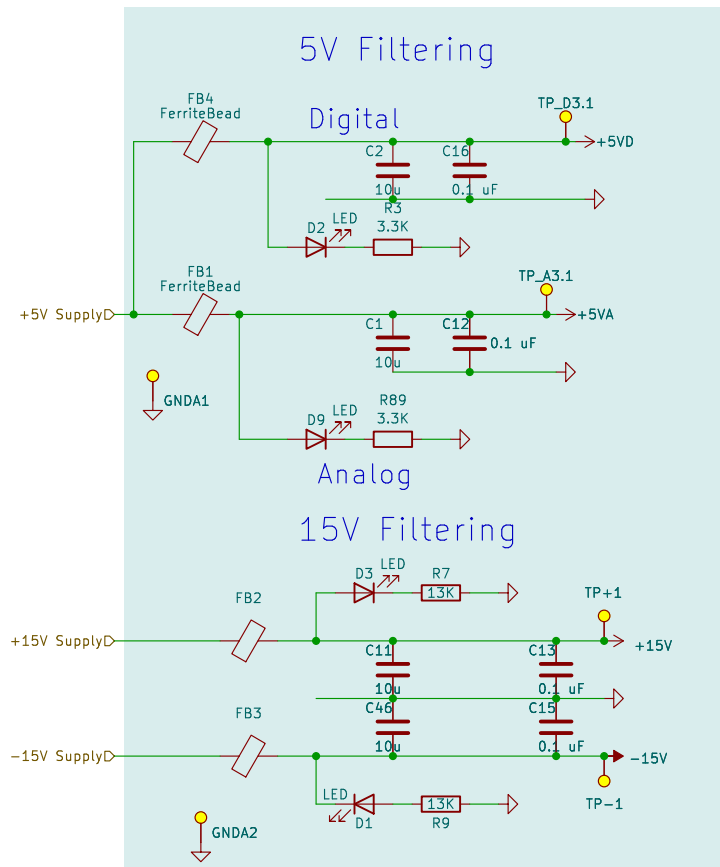 5V Filtering
FB4
FerriteBead
Digital
TP_D3.1
+5VD
C2
10u
C16
0.1 uF
D2
LED
R3
3.3K
+5V Supply
FB1
FerriteBead
TP_A3.1
+5VA
C1
10u
C12
0.1 uF
GNDA1
D9
LED
R89
3.3K
Analog
15V Filtering
D3
LED
R7
13K
FB2
TP+1
+15V Supply
+15V
C11
10u
C13
0.1 uF
C46
10u
C15
0.1 uF
FB3
-15V Supply
-15V
TP-1
LED
D1
13K
R9
GNDA2